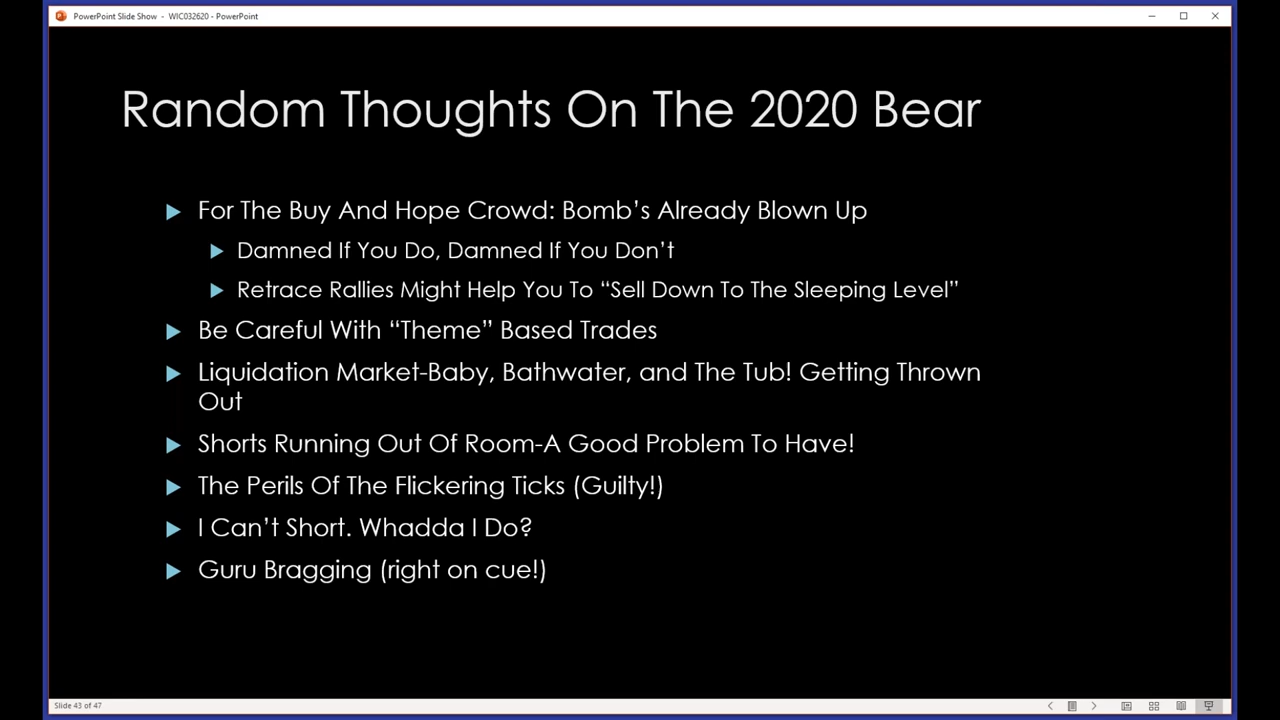 PowerPoint Slide Show - WIC032620 - PowerPoint
Random Thoughts On The 2020 Bear
For The Buy And Hope Crowd: Bomb’s Already Blown Up
Damned If You Do, Damned If You Don’t
Retrace Rallies Might Help You To “Sell Down To The Sleeping Level”
Be Careful With “Theme” Based Trades
Liquidation Market-Baby, Bathwater, and The Tub! Getting Thrown
Out
Shorts Running Out Of Room-A Good Problem To Have!
The Perils Of The Flickering Ticks (Guilty!)
I Can’t Short. Whadda I Do?
Guru Bragging (right on cue!)
Slide 43 of 47